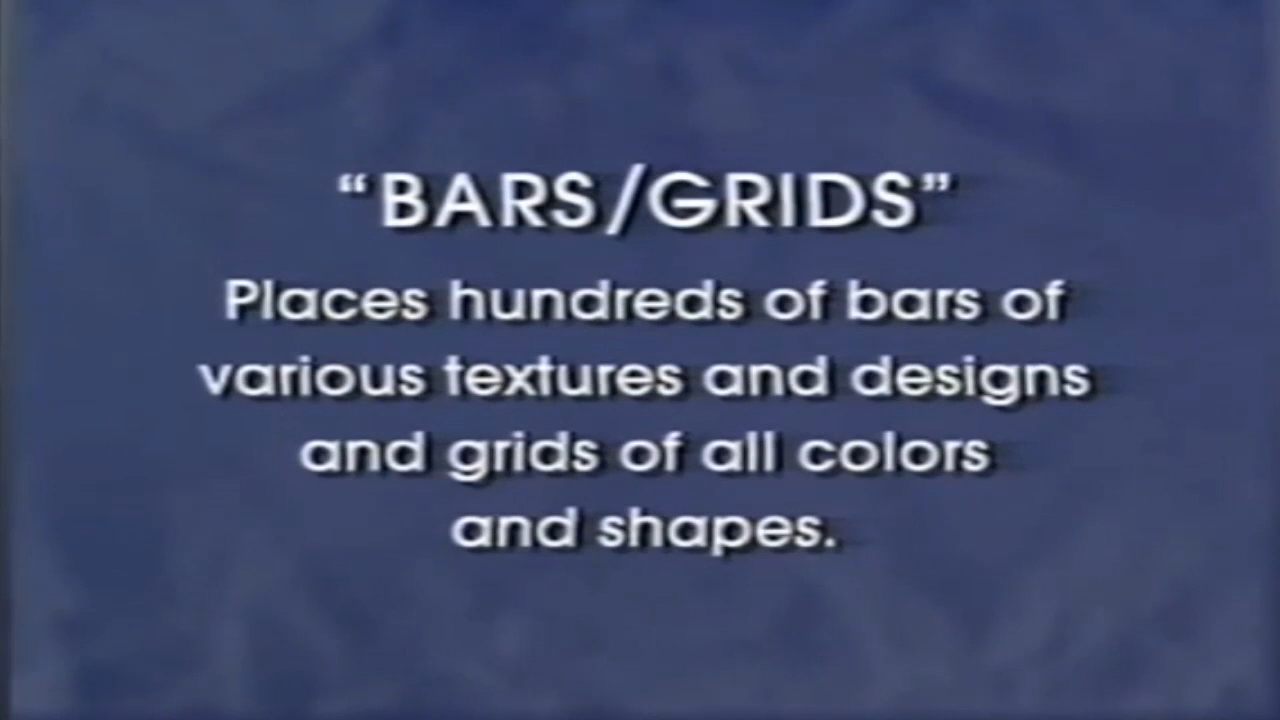 “BARS/GRIDS”
Places hundreds of bars of
various textures and designs
and grids of all colors
and shapes.